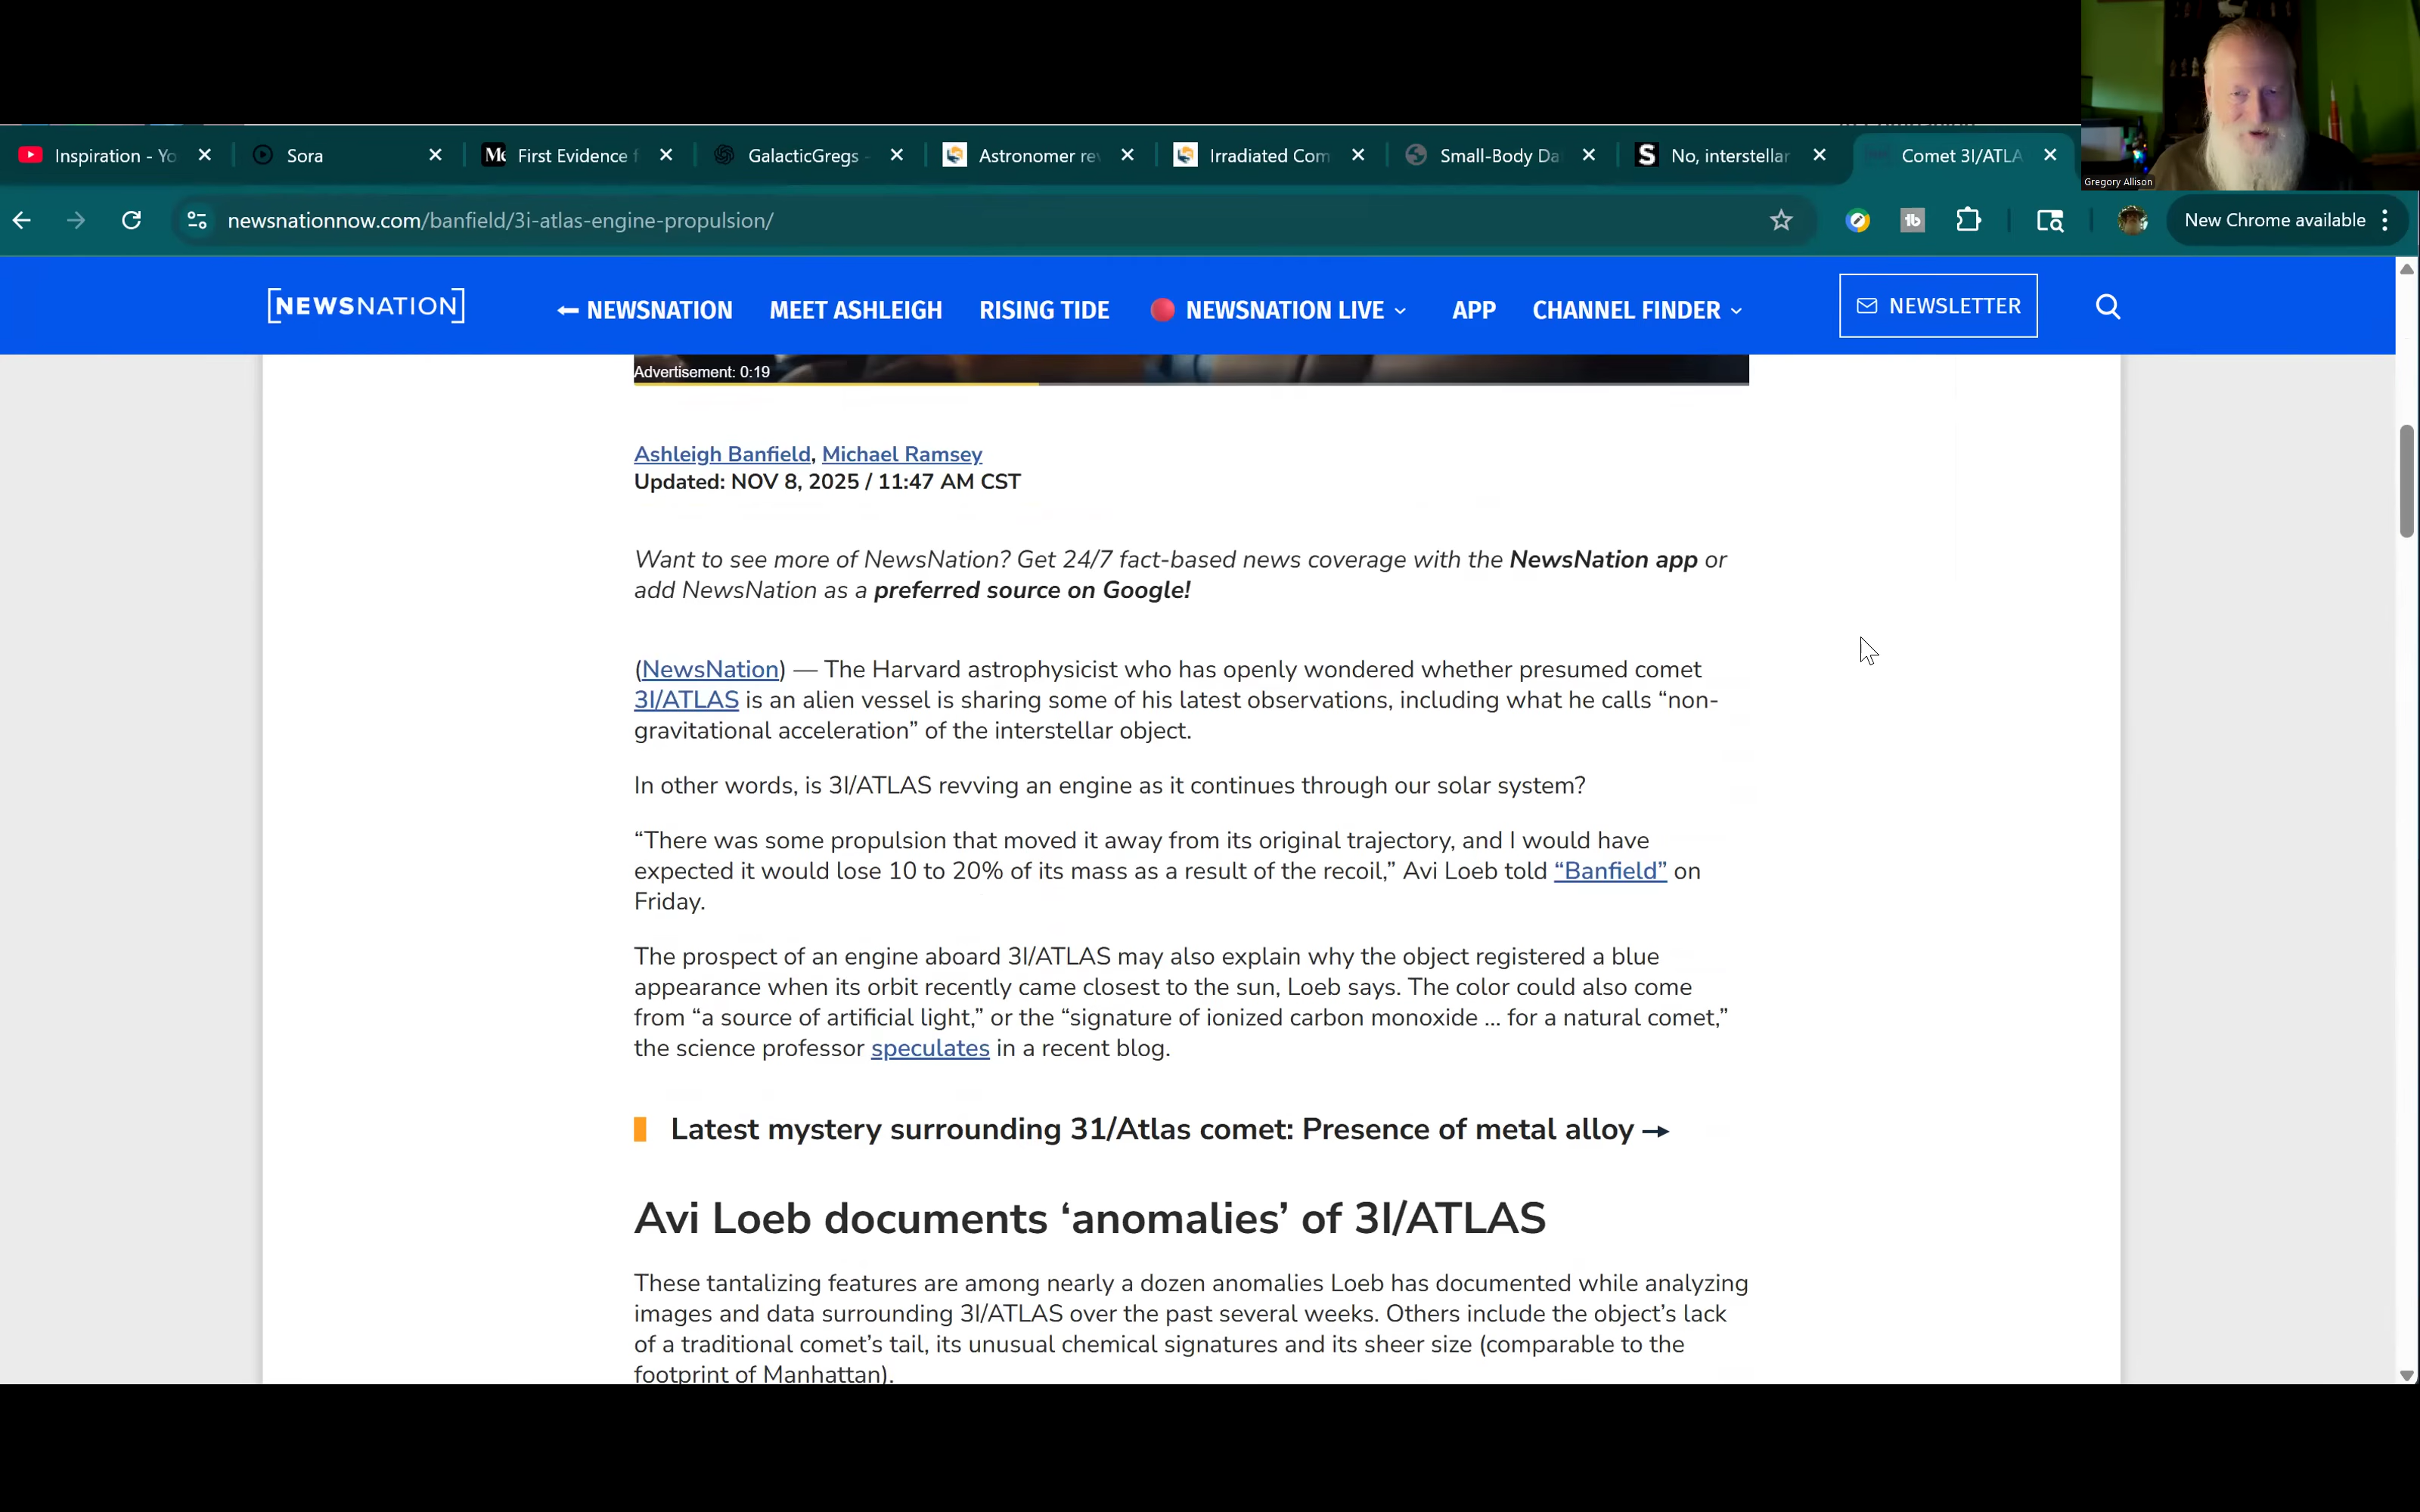 Gregory Allison
Inspiration - Yo
Sora
First Evidence f
GalacticGregs -
Astronomer rev
Irradiated Com
Small-Body Da
No, interstellar
Comet 3I/ATLA
newsnationnow.com/banfield/3i-atlas-engine-propulsion/
New Chrome available
[NEWSNATION]
NEWSNATION
MEET ASHLEIGH
RISING TIDE
NEWSNATION LIVE
APP
CHANNEL FINDER
NEWSLETTER
Advertisement: 0:19
Ashleigh Banfield, Michael Ramsey
Updated: NOV 8, 2025 / 11:47 AM CST
Want to see more of NewsNation? Get 24/7 fact-based news coverage with the NewsNation app or
add NewsNation as a preferred source on Google!
(NewsNation) — The Harvard astrophysicist who has openly wondered whether presumed comet
3I/ATLAS is an alien vessel is sharing some of his latest observations, including what he calls “non-
gravitational acceleration” of the interstellar object.
In other words, is 3I/ATLAS revving an engine as it continues through our solar system?
“There was some propulsion that moved it away from its original trajectory, and I would have
expected it would lose 10 to 20% of its mass as a result of the recoil,” Avi Loeb told “Banfield” on
Friday.
The prospect of an engine aboard 3I/ATLAS may also explain why the object registered a blue
appearance when its orbit recently came closest to the sun, Loeb says. The color could also come
from “a source of artificial light,” or the “signature of ionized carbon monoxide ... for a natural comet,”
the science professor speculates in a recent blog.
Latest mystery surrounding 31/Atlas comet: Presence of metal alloy →
Avi Loeb documents ‘anomalies’ of 3I/ATLAS
These tantalizing features are among nearly a dozen anomalies Loeb has documented while analyzing
images and data surrounding 3I/ATLAS over the past several weeks. Others include the object’s lack
of a traditional comet’s tail, its unusual chemical signatures and its sheer size (comparable to the
footprint of Manhattan).